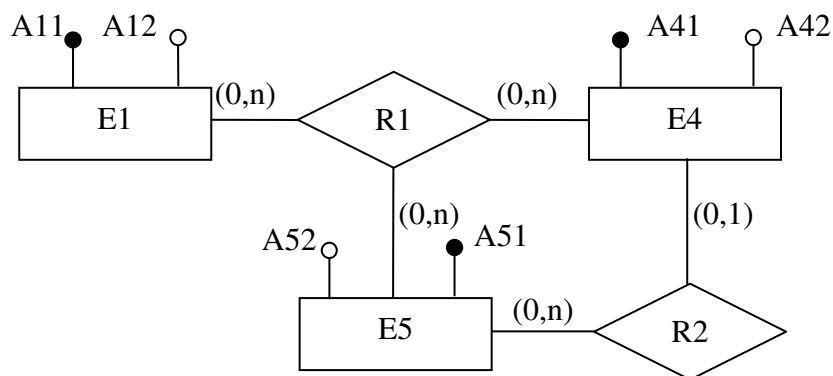 A11 A12 A41 A42
(0,n) (0,n)
E1 R1 E4
(0,n) (0,1)
A52 A51
(0,n)
E5 R2